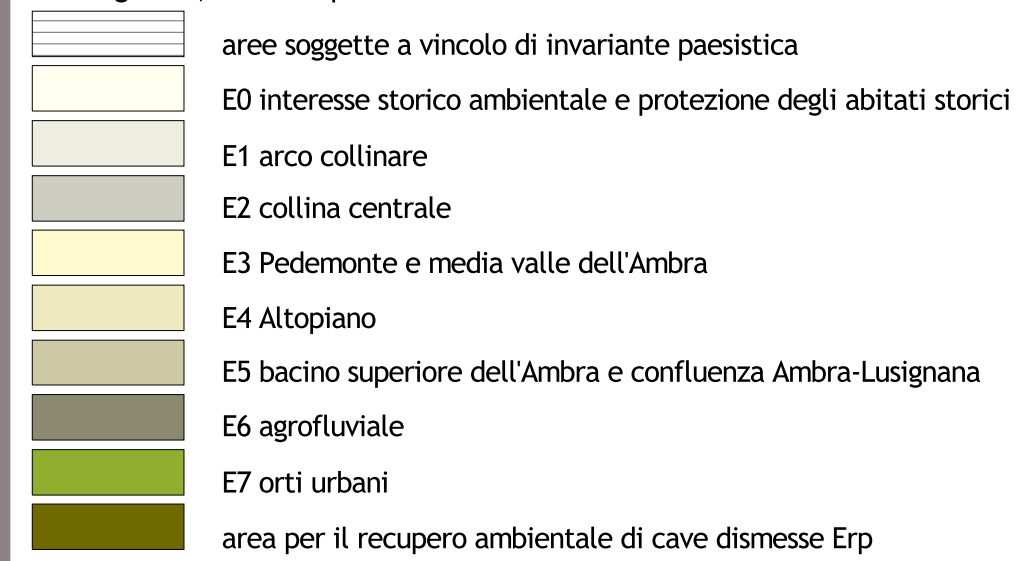 aree soggette a vincolo di invariante paesistica
E0 interesse storico ambientale e protezione degli abitati storici
E1 arco collinare
E2 collina centrale
E3 Pedemonte e media valle dell'Ambra
E4 Altopiano
E5 bacino superiore dell'Ambra e confluenza Ambra-Lusignana
E6 agrofluviale
E7 orti urbani
area per il recupero ambientale di cave dismesse Erp